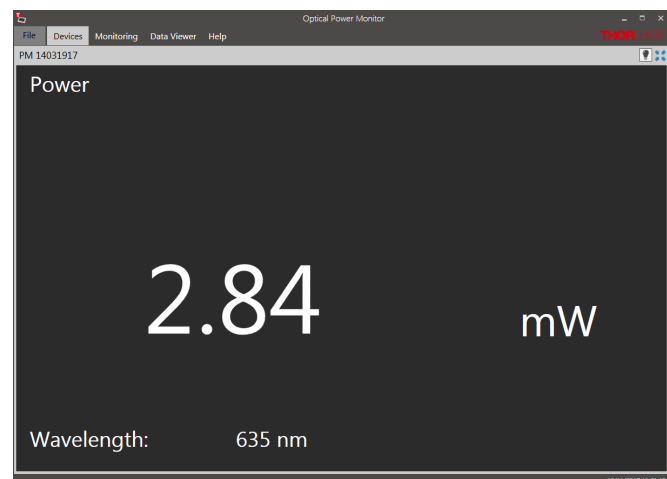 Optical Power Monitor
File Devices Monitoring Data Viewer Help
THORLABS
PM 14031917
Power
2.84 mW
Wavelength: 635 nm